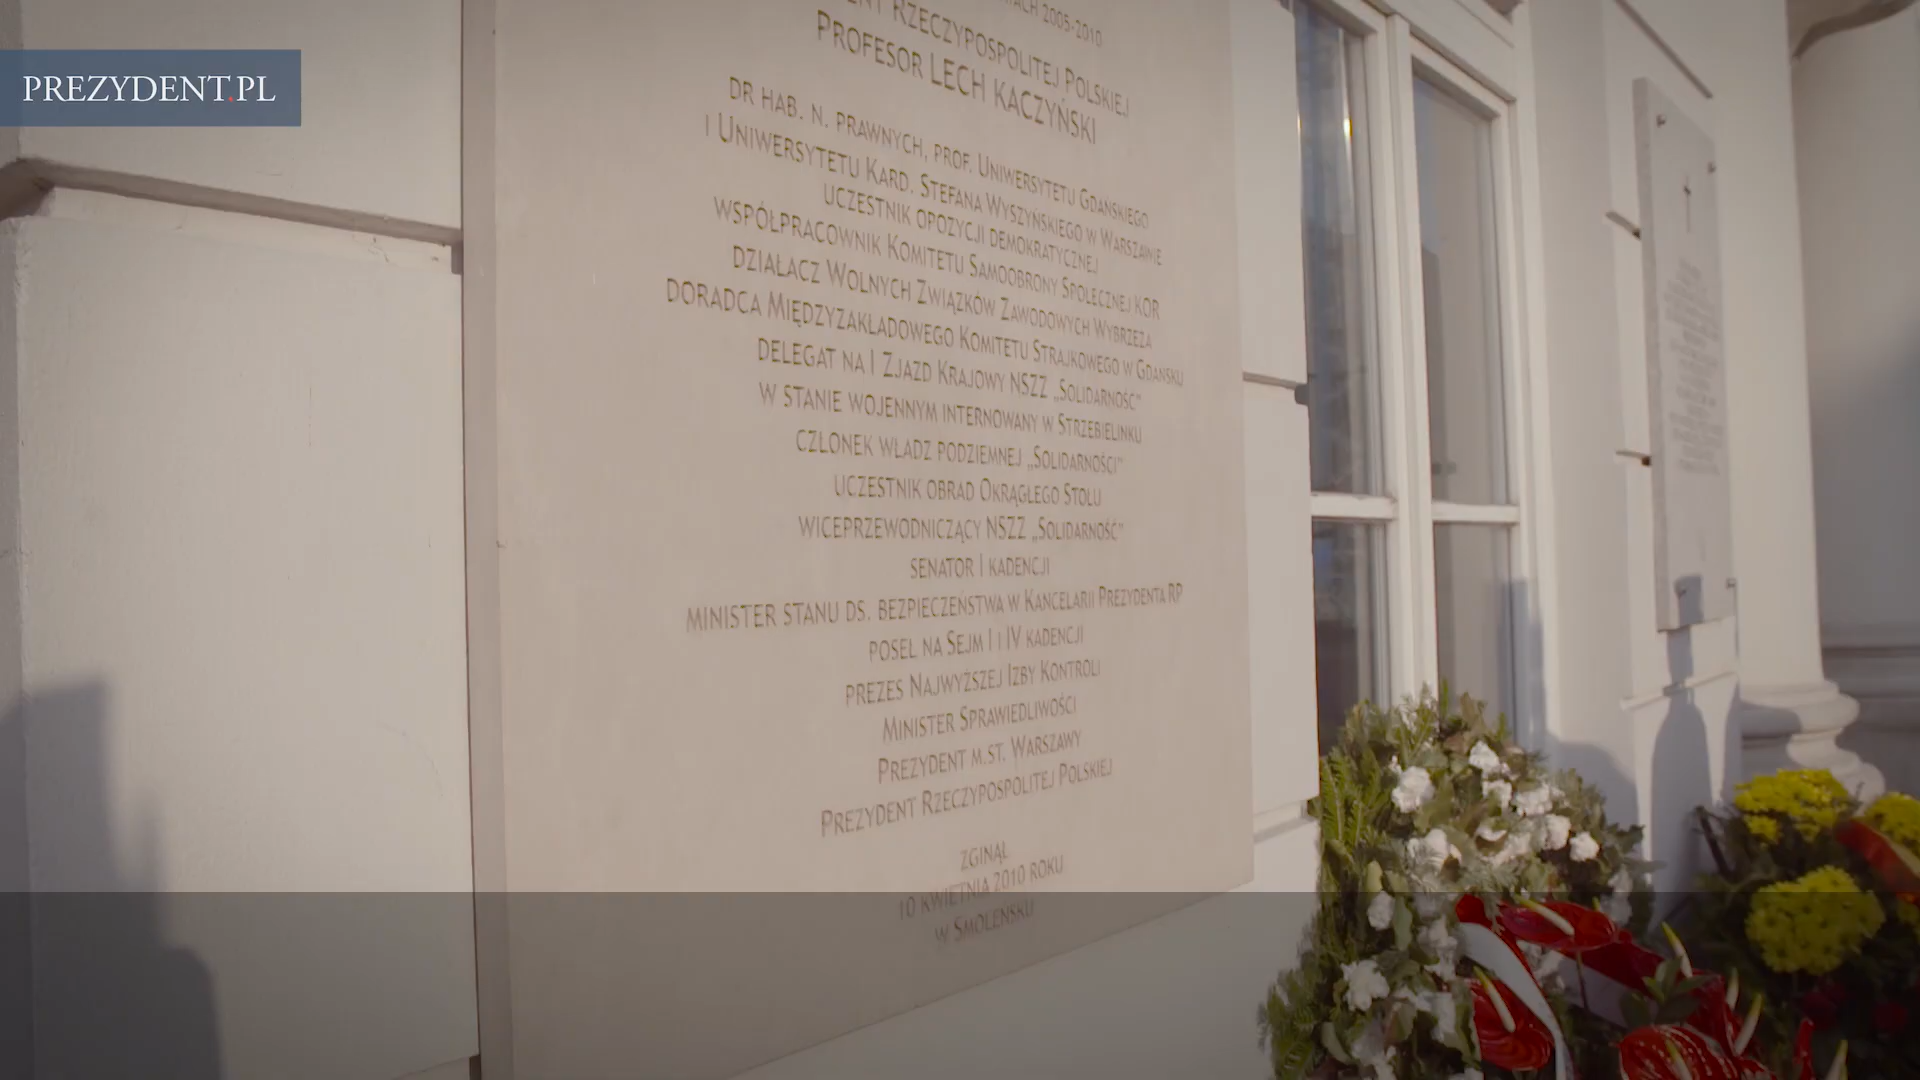 PREZYDENT.PL
LATACH 2005-2010
RZECZYPOSPOLITEJ POLSKIEJ
PROFESOR LECH KACZYŃSKI
DR HAB. N. PRAWNYCH, PROF. UNIWERSYTETU GDAŃSKIEGO
I UNIWERSYTETU KARD. STEFANA WYSZYŃSKIEGO W WARSZAWIE
UCZESTNIK OPOZYCJI DEMOKRATYCZNEJ
WSPÓŁPRACOWNIK KOMITETU SAMOOBRONY SPOŁECZNEJ KOR
DZIAŁACZ WOLNYCH ZWIĄZKÓW ZAWODOWYCH WYBRZEŻA
DORADCA MIĘDZYZAKŁADOWEGO KOMITETU STRAJKOWEGO W GDAŃSKU
DELEGAT NA I ZJAZD KRAJOWY NSZZ „SOLIDARNOŚĆ”
W STANIE WOJENNYM INTERNOWANY W STRZEBIELINKU
CZŁONEK WŁADZ PODZIEMNEJ „SOLIDARNOŚCI”
UCZESTNIK OBRAD OKRĄGŁEGO STOŁU
WICEPRZEWODNICZĄCY NSZZ „SOLIDARNOŚĆ”
SENATOR I KADENCJI
MINISTER STANU DS. BEZPIECZEŃSTWA W KANCELARII PREZYDENTA RP
POSEŁ NA SEJM I I IV KADENCJI
PREZES NAJWYŻSZEJ IZBY KONTROLI
MINISTER SPRAWIEDLIWOŚCI
PREZYDENT M.ST. WARSZAWY
PREZYDENT RZECZYPOSPOLITEJ POLSKIEJ
ZGINĄŁ
10 KWIETNIA 2010 ROKU
W SMOLEŃSKU